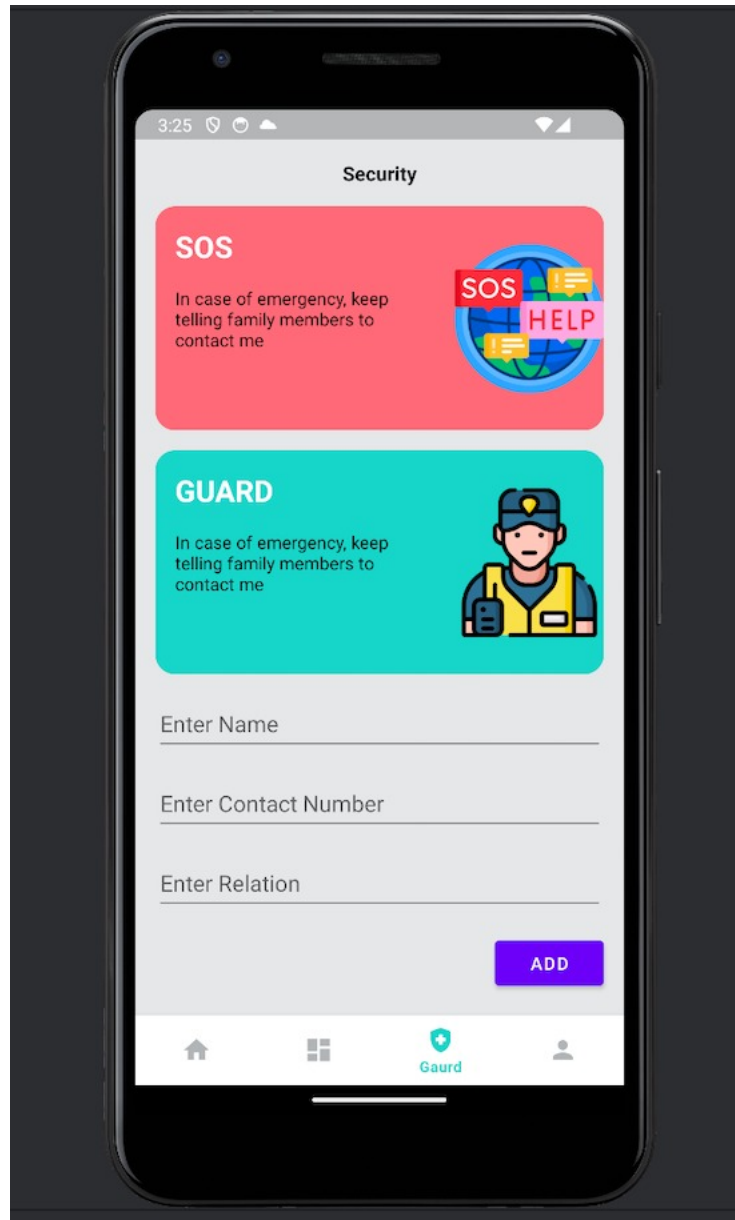 3:25
Security
SOS
In case of emergency, keep
telling family members to
contact me
SOS
HELP
GUARD
In case of emergency, keep
telling family members to
contact me
Enter Name
Enter Contact Number
Enter Relation
ADD
Gaurd